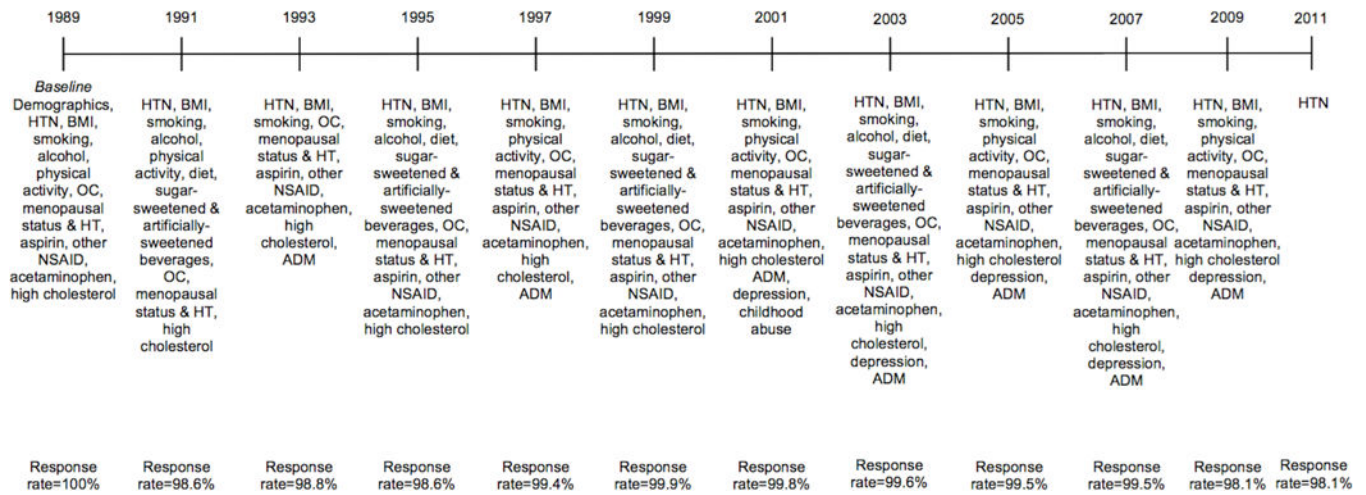 1989
1991
1993
1995
1997
1999
2001
2003
2005
2007
2009
2011
Baseline
Demographics,
HTN, BMI,
smoking,
alcohol,
physical
activity, OC,
menopausal
status & HT,
aspirin, other
NSAID,
acetaminophen,
high cholesterol
HTN, BMI,
smoking,
alcohol,
physical
activity, diet,
sugar-
sweetened &
artificially-
sweetened
beverages,
OC,
menopausal
status & HT,
high
cholesterol
HTN, BMI,
smoking, OC,
menopausal
status & HT,
aspirin, other
NSAID,
acetaminophen,
high
cholesterol,
ADM
HTN, BMI,
smoking,
alcohol, diet,
sugar-
sweetened &
artificially-
sweetened
beverages, OC,
menopausal
status & HT,
aspirin, other
NSAID,
acetaminophen,
high cholesterol
HTN, BMI,
smoking,
physical
activity, OC,
menopausal
status & HT,
aspirin, other
NSAID,
acetaminophen,
high
cholesterol,
ADM
HTN, BMI,
smoking,
alcohol, diet,
sugar-
sweetened &
artificially-
sweetened
beverages, OC,
menopausal
status & HT,
aspirin, other
NSAID,
acetaminophen,
high cholesterol
HTN, BMI,
smoking,
physical
activity, OC,
menopausal
status & HT,
aspirin, other
NSAID,
acetaminophen,
high cholesterol
ADM,
depression,
childhood
abuse
HTN, BMI,
smoking,
alcohol, diet,
sugar-
sweetened &
artificially-
sweetened
beverages, OC,
menopausal
status & HT,
aspirin, other
NSAID,
acetaminophen,
high
cholesterol,
depression,
ADM
HTN, BMI,
smoking,
physical
activity, OC,
menopausal
status & HT,
aspirin, other
NSAID,
acetaminophen,
high cholesterol
depression,
ADM
HTN, BMI,
smoking,
alcohol, diet,
sugar-
sweetened &
artificially-
sweetened
beverages, OC,
menopausal
status & HT,
aspirin, other
NSAID,
acetaminophen,
high
cholesterol,
depression,
ADM
HTN, BMI,
smoking,
physical
activity, OC,
menopausal
status & HT,
aspirin, other
NSAID,
acetaminophen,
high cholesterol
depression,
ADM
HTN
Response
rate=100%
Response
rate=98.6%
Response
rate=98.8%
Response
rate=98.6%
Response
rate=99.4%
Response
rate=99.9%
Response
rate=99.8%
Response
rate=99.6%
Response
rate=99.5%
Response
rate=99.5%
Response
rate=98.1%
Response
rate=98.1%